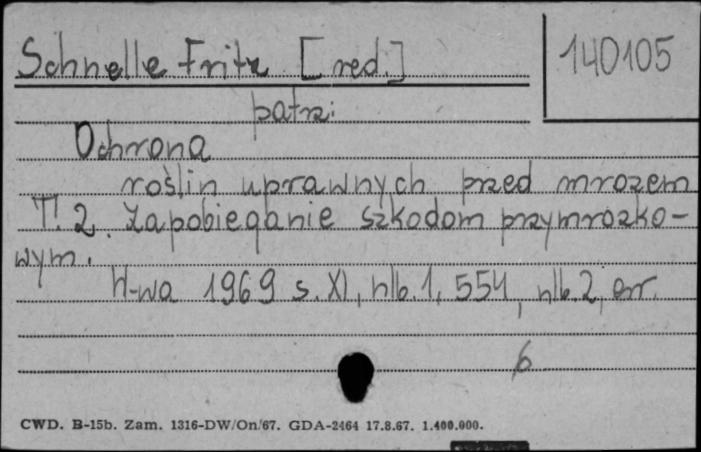 Schnelle Fritz [red.]
140105
patrz:
Ochrona
roślin uprawnych przed mrozem
T. 2. Zapobieganie szkodom przymrozko-
wym.
W-wa 1969 s. XI, nlb. 1, 554, nlb. 2, err.
6
CWD. B-15b. Zam. 1316-DW/On/67. GDA-2464 17.8.67. 1.400.000.